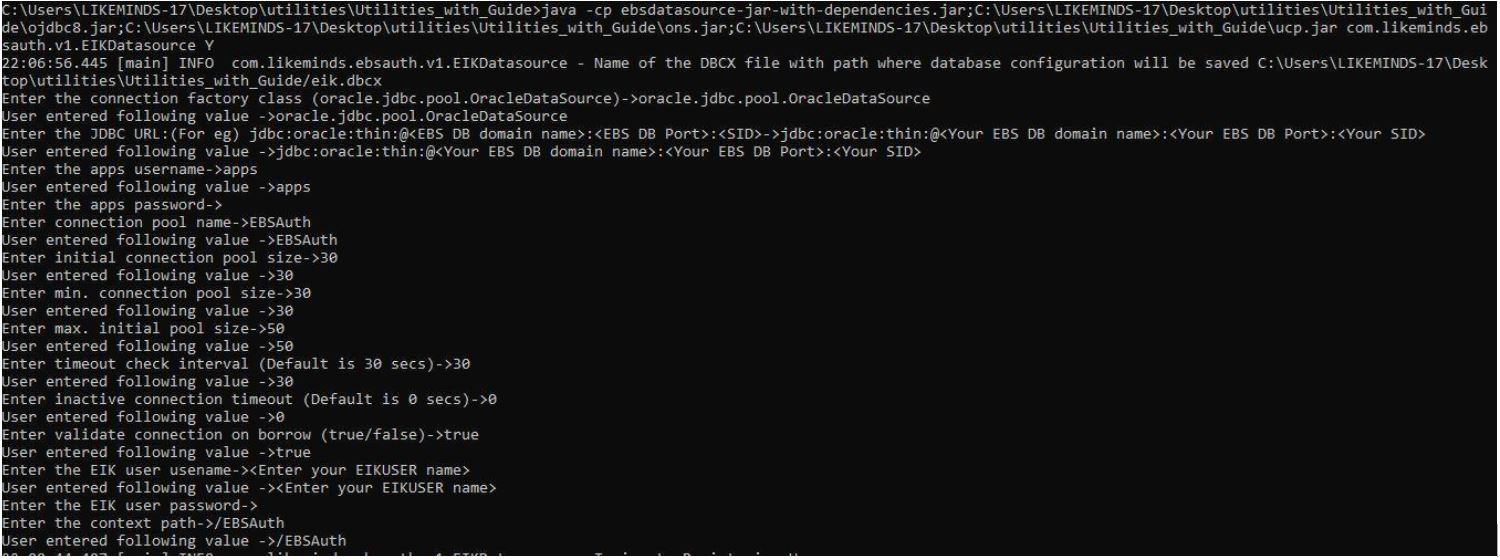 C:\Users\LIKEMINDS-17\Desktop\utilities\Utilities_with_Guide>java -cp ebsdatasource-jar-with-dependencies.jar;C:\Users\LIKEMINDS-17\Desktop\utilities\Utilities_with_Gui
de\ojdbc8.jar;C:\Users\LIKEMINDS-17\Desktop\utilities\Utilities_with_Guide\ons.jar;C:\Users\LIKEMINDS-17\Desktop\utilities\Utilities_with_Guide\ucp.jar com.likeminds.eb
sauth.v1.EIKDatasource Y
22:06:56.445 [main] INFO  com.likeminds.ebsauth.v1.EIKDatasource - Name of the DBCX file with path where database configuration will be saved C:\Users\LIKEMINDS-17\Desk
top\utilities\Utilities_with_Guide/eik.dbcx
Enter the connection factory class (oracle.jdbc.pool.OracleDataSource)->oracle.jdbc.pool.OracleDataSource
User entered following value ->oracle.jdbc.pool.OracleDataSource
Enter the JDBC URL:(For eg) jdbc:oracle:thin:@<EBS DB domain name>:<EBS DB Port>:<SID>->jdbc:oracle:thin:@<Your EBS DB domain name>:<Your EBS DB Port>:<Your SID>
User entered following value ->jdbc:oracle:thin:@<Your EBS DB domain name>:<Your EBS DB Port>:<Your SID>
Enter the apps username->apps
User entered following value ->apps
Enter the apps password->
Enter connection pool name->EBSAuth
User entered following value ->EBSAuth
Enter initial connection pool size->30
User entered following value ->30
Enter min. connection pool size->30
User entered following value ->30
Enter max. initial pool size->50
User entered following value ->50
Enter timeout check interval (Default is 30 secs)->30
User entered following value ->30
Enter inactive connection timeout (Default is 0 secs)->0
User entered following value ->0
Enter validate connection on borrow (true/false)->true
User entered following value ->true
Enter the EIK user usename-><Enter your EIKUSER name>
User entered following value -><Enter your EIKUSER name>
Enter the EIK user password->
Enter the context path->/EBSAuth
User entered following value ->/EBSAuth